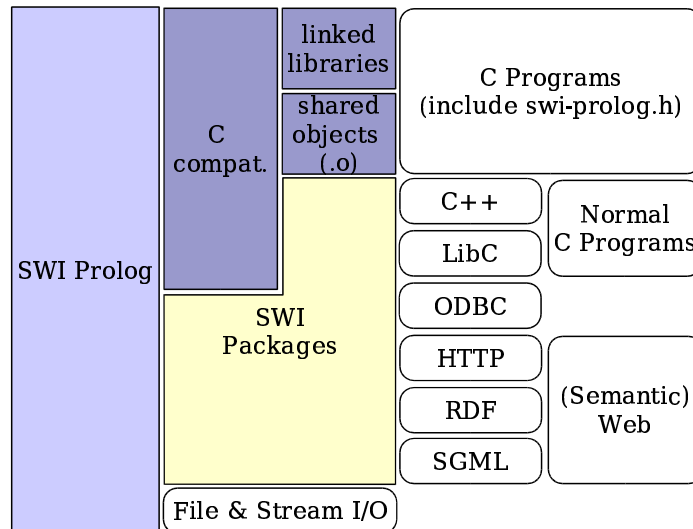 SWI Prolog
C
compat.
linked
libraries
shared
objects
(.o)
SWI
Packages
C Programs
(include swi-prolog.h)
C++
LibC
ODBC
HTTP
RDF
SGML
Normal
C Programs
(Semantic)
Web
File & Stream I/O